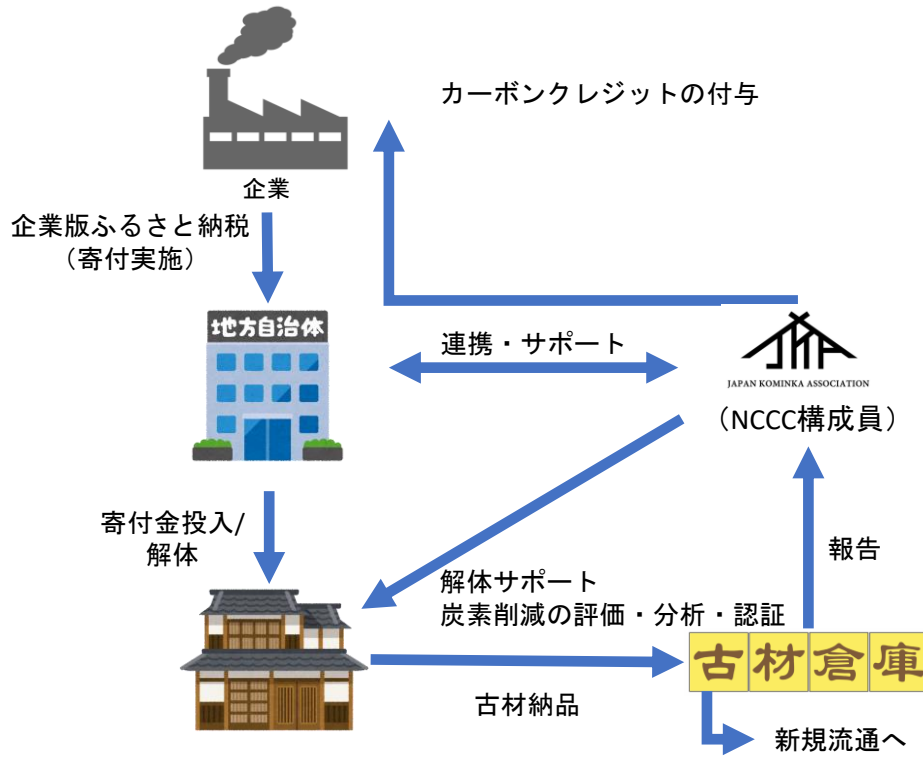 カーボンクレジットの付与
企業
企業版ふるさと納税
（寄付実施）
地方自治体
連携・サポート
JAPAN KOMINKA ASSOCIATION
（NCCC構成員）
寄付金投入/
解体
報告
解体サポート
炭素削減の評価・分析・認証
古材倉庫
古材納品
新規流通へ